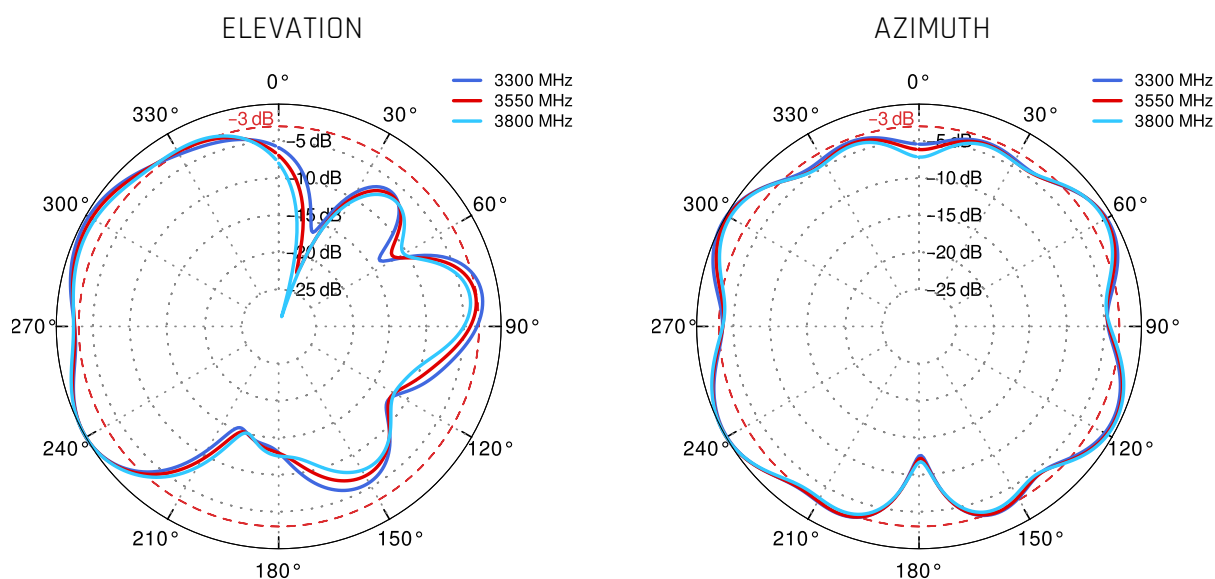 ELEVATION
3300 MHz
3550 MHz
3800 MHz
0°
30°
60°
90°
120°
150°
180°
210°
240°
270°
300°
330°
−3 dB
−5 dB
−10 dB
−15 dB
−20 dB
−25 dB
AZIMUTH
3300 MHz
3550 MHz
3800 MHz
0°
30°
60°
90°
120°
150°
180°
210°
240°
270°
300°
330°
−3 dB
−5 dB
−10 dB
−15 dB
−20 dB
−25 dB